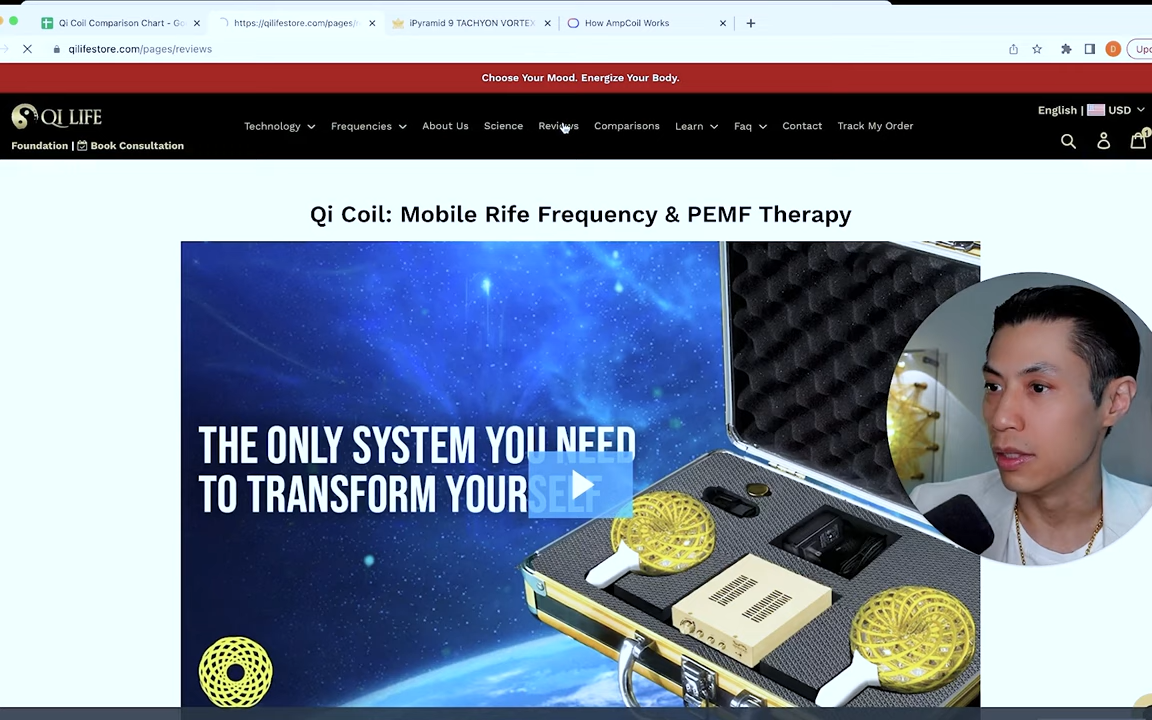 Qi Coil Comparison Chart - Go
https://qilifestore.com/pages/
iPyramid 9 TACHYON VORTEX
How AmpCoil Works
qilifestore.com/pages/reviews
D
Choose Your Mood. Energize Your Body.
QI LIFE
Foundation | Book Consultation
Technology
Frequencies
About Us
Science
Reviews
Comparisons
Learn
Faq
Contact
Track My Order
English | USD
1
Qi Coil: Mobile Rife Frequency & PEMF Therapy
THE ONLY SYSTEM YOU NEED
TO TRANSFORM YOURSELF